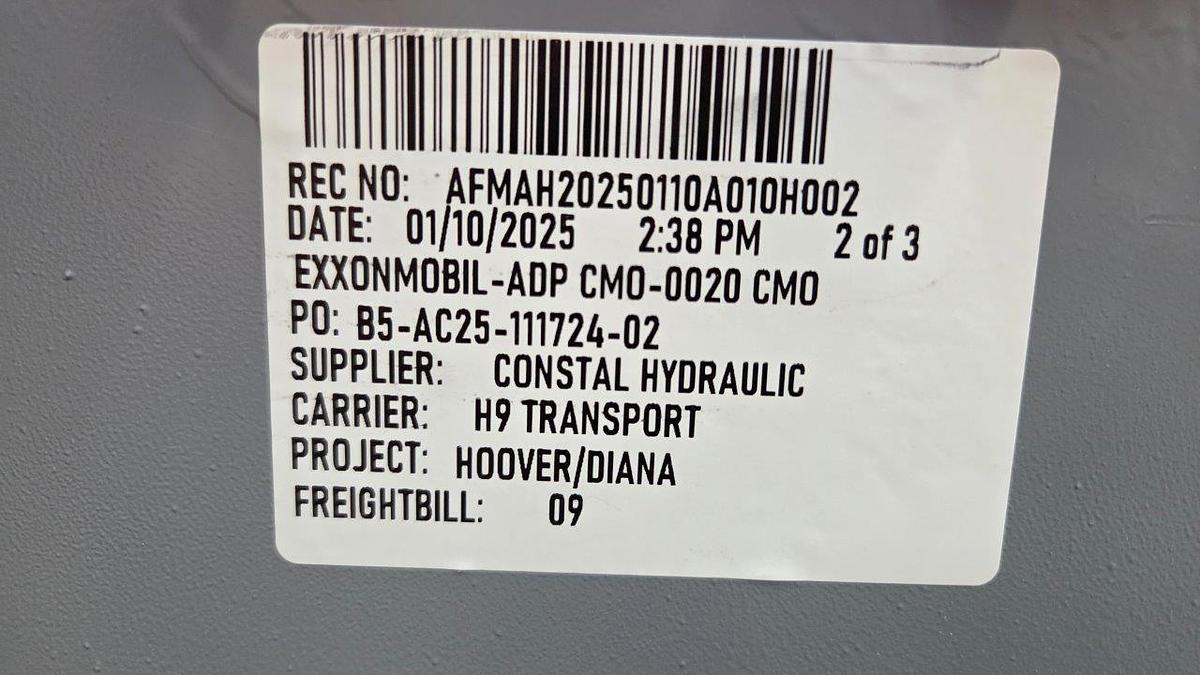 REC NO: AFMAH20250110A010H002
DATE: 01/10/2025 2:38 PM 2 of 3
EXXONMOBIL-ADP CMO-0020 CMO
PO: B5-AC25-111724-02
SUPPLIER: CONSTAL HYDRAULIC
CARRIER: H9 TRANSPORT
PROJECT: HOOVER/DIANA
FREIGHTBILL: 09